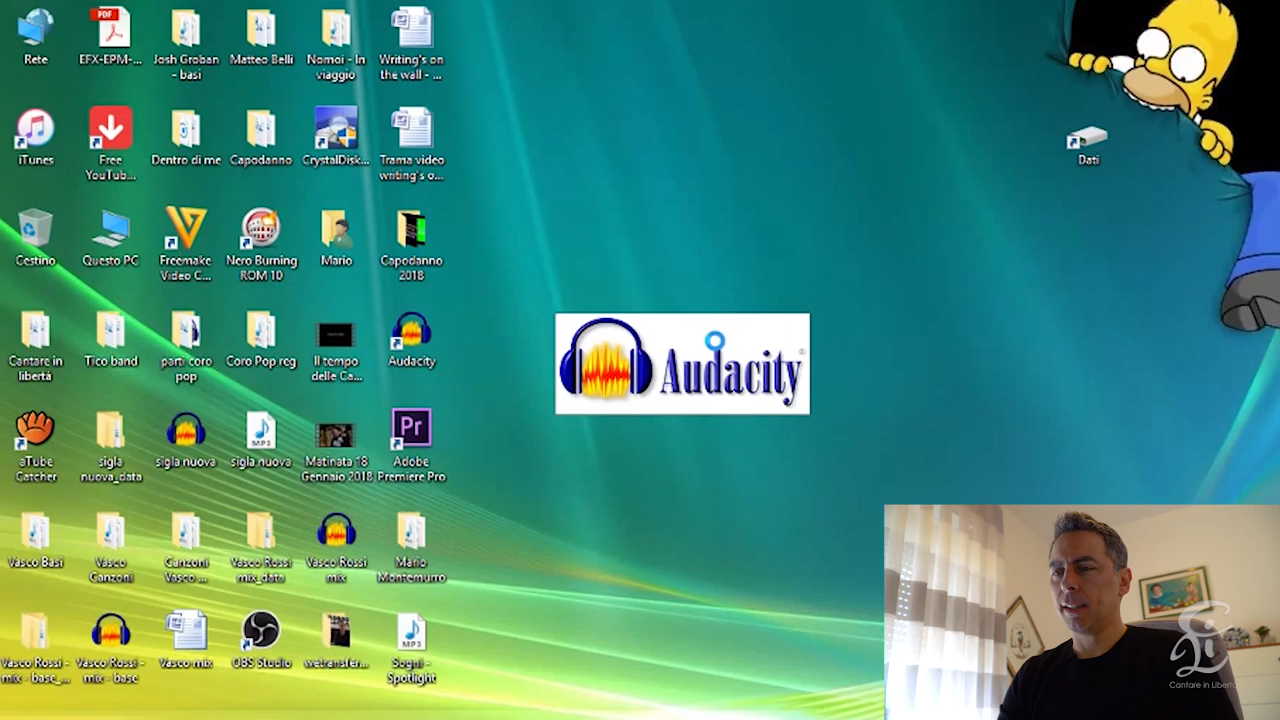 Rete
EFX-EPM-...
Josh Groban
- basi
Matteo Belli
Nomoi - In
viaggio
Writing's on
the wall - ...
iTunes
Free
YouTub...
Dentro di me
Capodanno
CrystalDisk...
Trama video
writing's o...
Dati
Cestino
Questo PC
Freemake
Video C...
Nero Burning
ROM 10
Mario
Capodanno
2018
Cantare in
libertà
Tico band
parti coro
pop
Coro Pop reg
Il tempo
delle Ca...
Audacity
Audacity®
aTube
Catcher
sigla
nuova_data
sigla nuova
MP3
sigla nuova
Matinata 18
Gennaio 2018
Pr
Adobe
Premiere Pro
Vasco Basi
Vasco
Canzoni
Canzoni
Vasco ...
Vasco Rossi
mix_data
Vasco Rossi
mix
Mario
Montemurro
Vasco Rossi -
mix - base_...
Vasco Rossi -
mix - base
Vasco mix
OBS Studio
wetransfer...
MP3
Sogni -
Spotlight
PDF
Cantare in Libertà